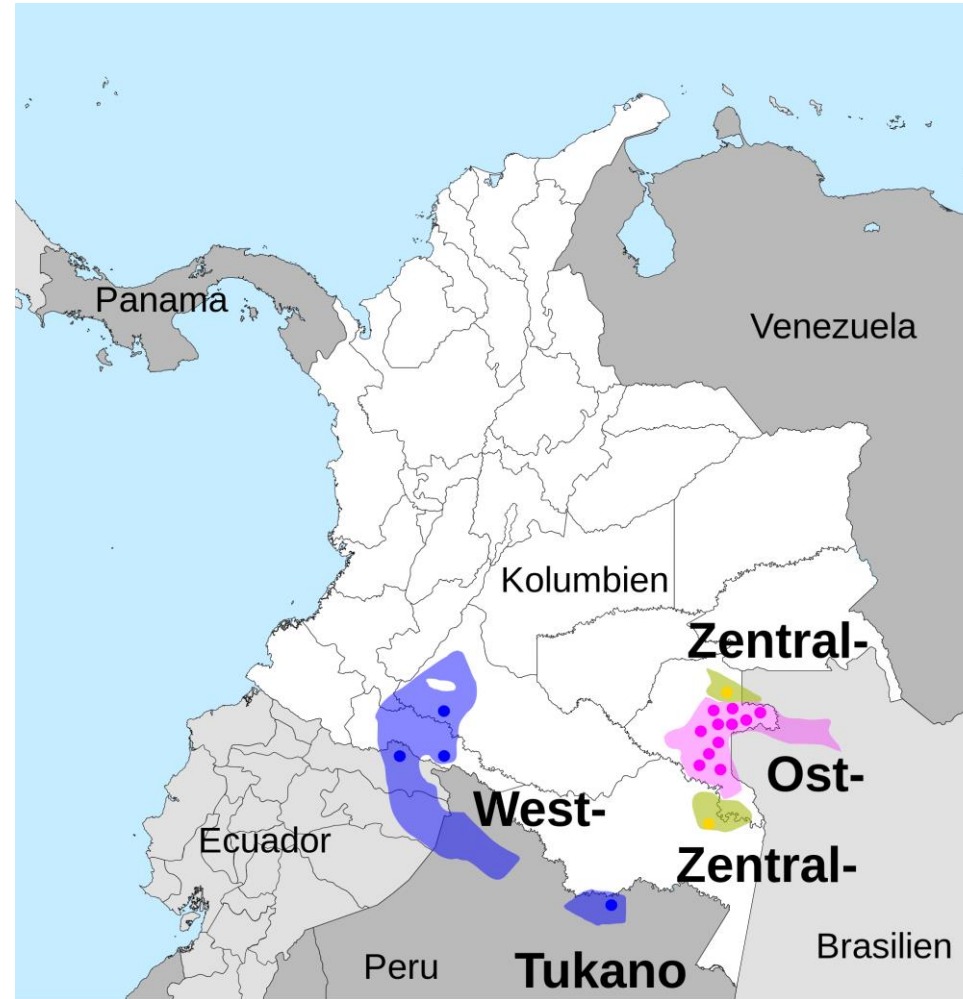 Panama
Venezuela
Kolumbien
Zentral-
Ost-
West-
Ecuador
Zentral-
Brasilien
Peru
Tukano